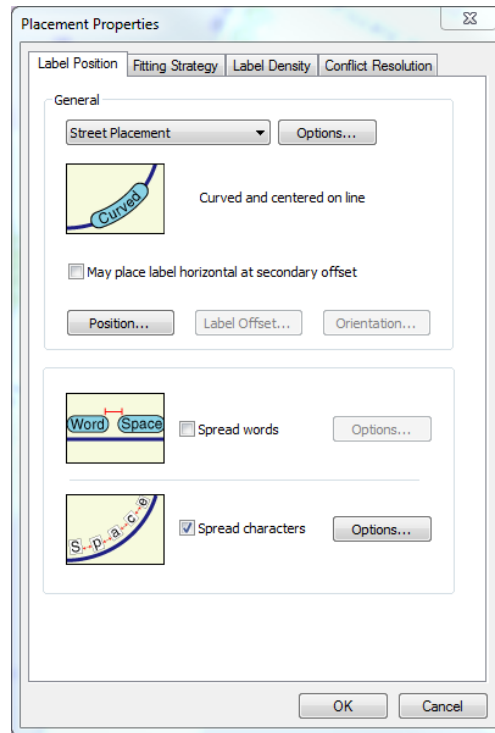 Placement Properties
Label Position Fitting Strategy Label Density Conflict Resolution
General
Street Placement Options...
Curved
Curved and centered on line
May place label horizontal at secondary offset
Position... Label Offset... Orientation...
Word Space
Spread words Options...
Space
Spread characters Options...
OK Cancel